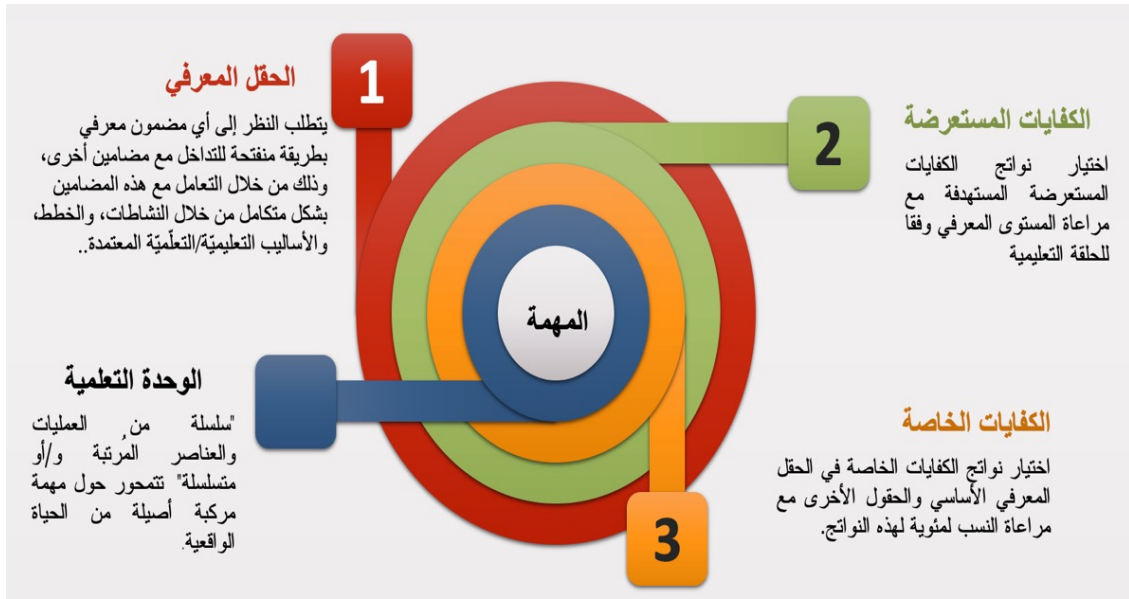 1
الحقل المعرفي
يتطلب النظر إلى أي مضمون معرفي
بطريقة منفتحة للتداخل مع مضامين أخرى،
وذلك من خلال التعامل مع هذه المضامين
بشكل متكامل من خلال النشاطات، والخطط،
والأساليب التعليميّة/التعلّميّة المعتمدة..
2
الكفايات المستعرضة
اختيار نواتج الكفايات
المستعرضة المستهدفة مع
مراعاة المستوى المعرفي وفقا
للحلقة التعليمية
المهمة
3
الكفايات الخاصة
اختيار نواتج الكفايات الخاصة في الحقل
المعرفي الأساسي والحقول الأخرى مع
مراعاة النسب لمئوية لهذه النواتج.
الوحدة التعلمية
"سلسلة من العمليات
والعناصر المُرتبة و/أو
متسلسلة" تتمحور حول مهمة
مركبة أصيلة من الحياة
الواقعية.